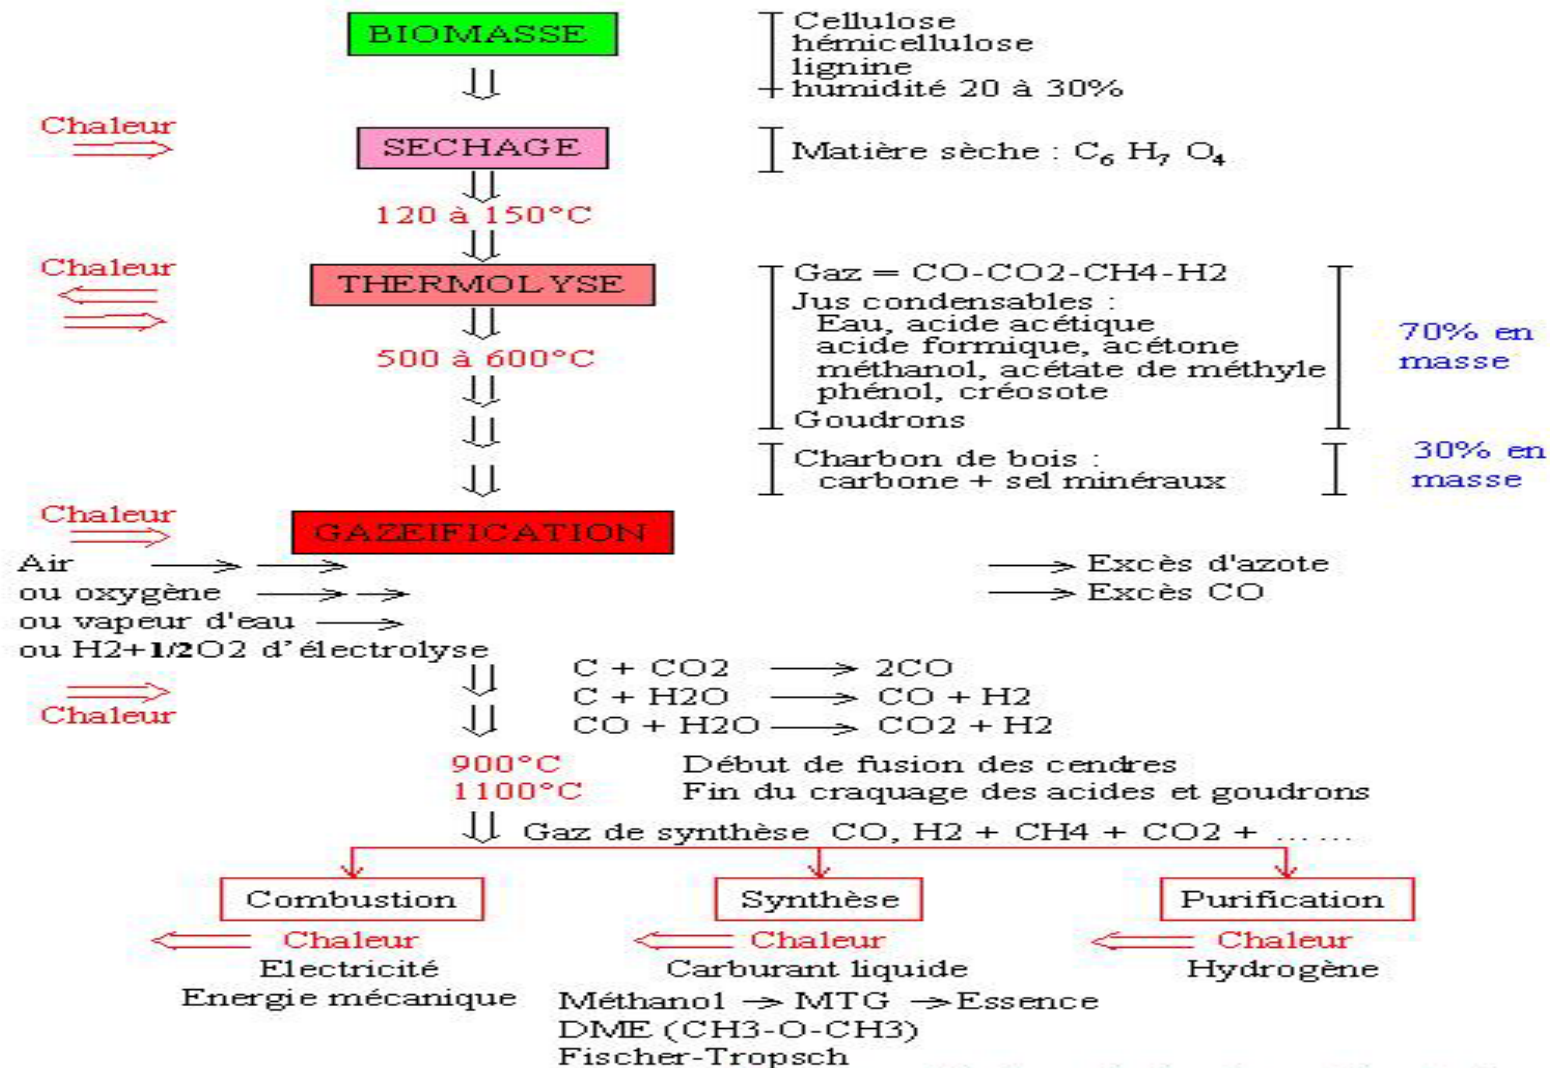 BIOMASSE
Cellulose
hémicellulose
lignine
+ humidité 20 à 30%
Chaleur
SECHAGE
Matière sèche : C₆ H₇ O₄
120 à 150°C
Chaleur
THERMOLYSE
Gaz = CO-CO2-CH4-H2
Jus condensables :
Eau, acide acétique
acide formique, acétone
méthanol, acétate de méthyle
phénol, créosote
Goudrons
70% en
masse
500 à 600°C
Charbon de bois :
carbone + sel minéraux
30% en
masse
Chaleur
GAZEIFICATION
Air
ou oxygène
ou vapeur d'eau
ou H2+1/2O2 d’électrolyse
Excès d'azote
Excès CO
Chaleur
C + CO2 → 2CO
C + H2O → CO + H2
CO + H2O → CO2 + H2
900°C Début de fusion des cendres
1100°C Fin du craquage des acides et goudrons
Gaz de synthèse CO, H2 + CH4 + CO2 + ......
Combustion
Chaleur
Electricité
Energie mécanique
Synthèse
Chaleur
Carburant liquide
Méthanol → MTG → Essence
DME (CH3-O-CH3)
Fischer-Tropsch
Purification
Chaleur
Hydrogène